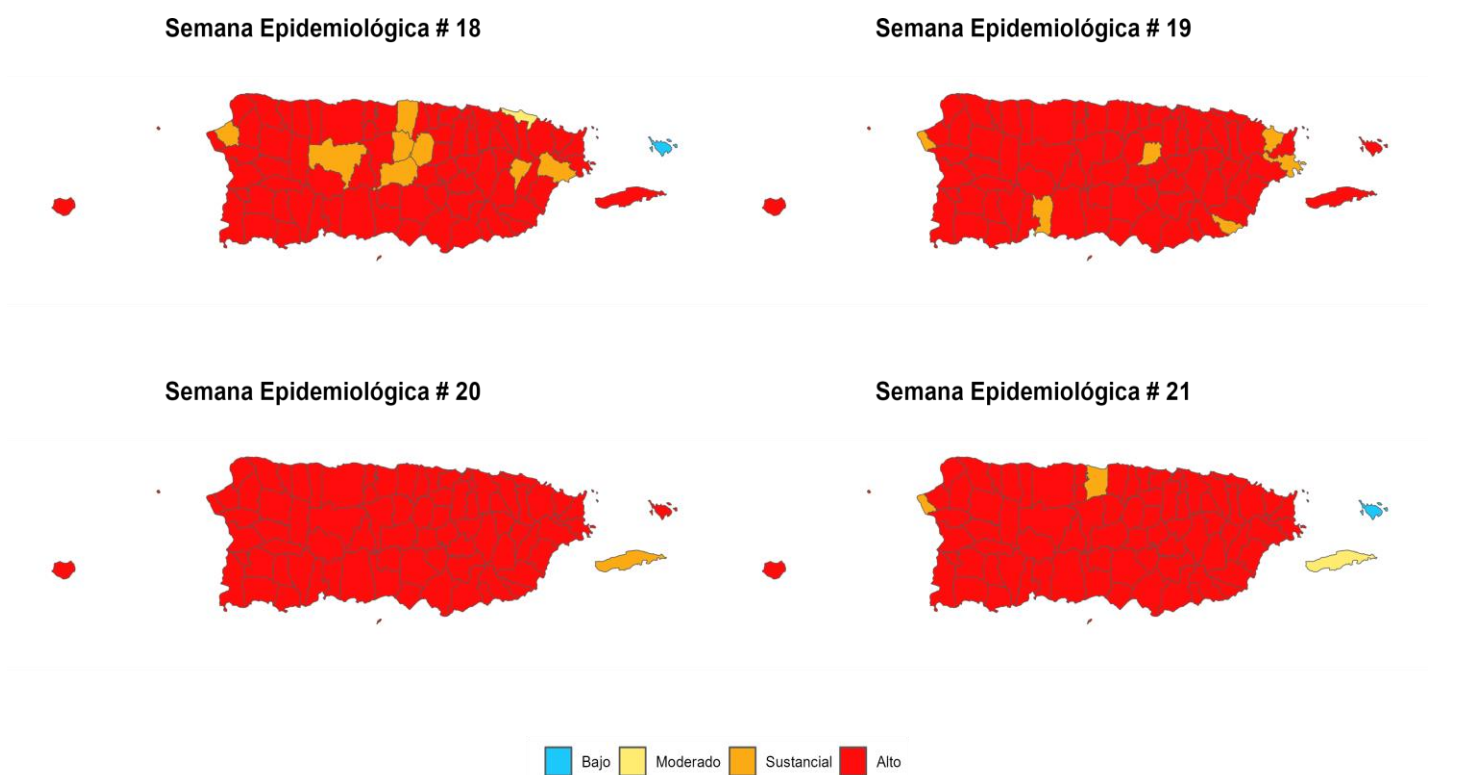 Semana Epidemiológica # 18
Semana Epidemiológica # 19
Semana Epidemiológica # 20
Semana Epidemiológica # 21
Bajo Moderado Sustancial Alto